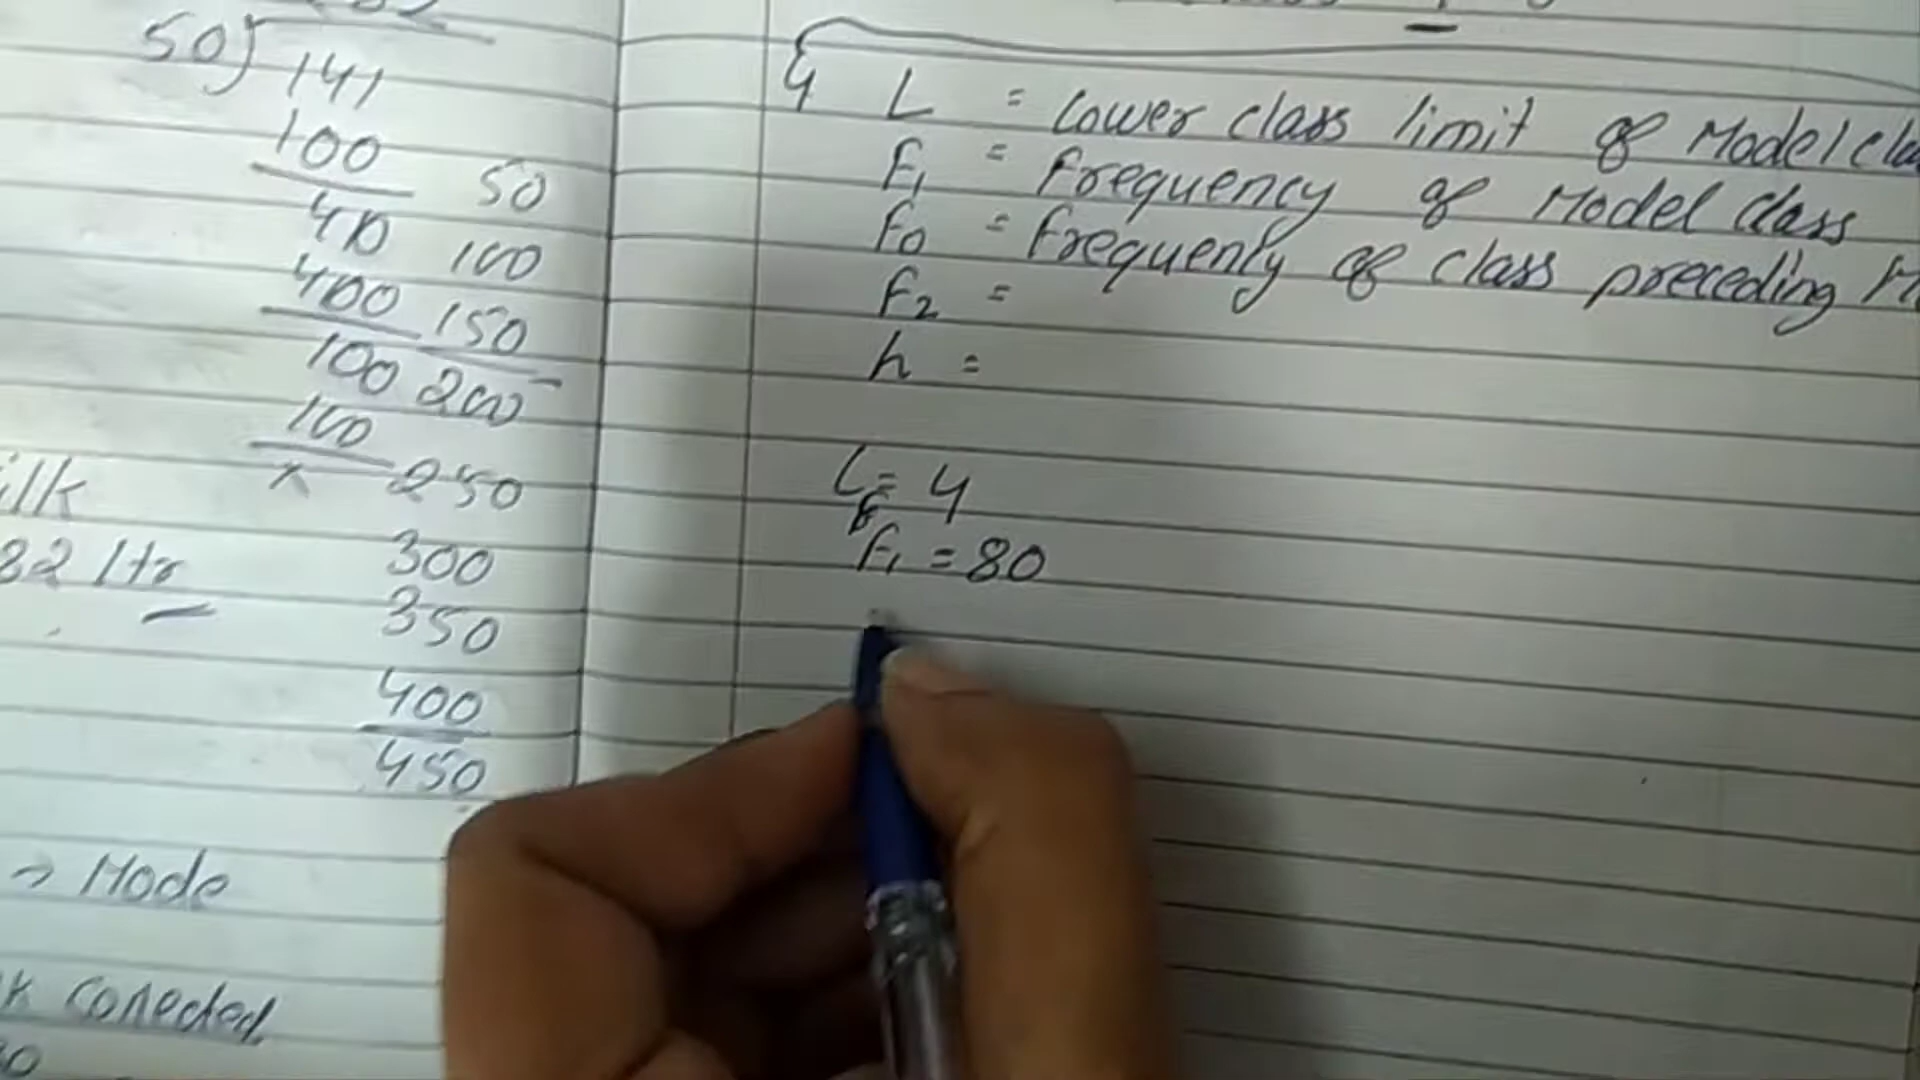 50) 141
100
410 50
400 100
100 150
100 200
x 250
ilk
82 ltr 300
350
400
450
-> Mode
k conected
L = Lower class limit of Model cla
F1 = Frequency of Model class
F0 = Frequenly of class preceding M
F2 =
h =
L = 4
F1 = 80